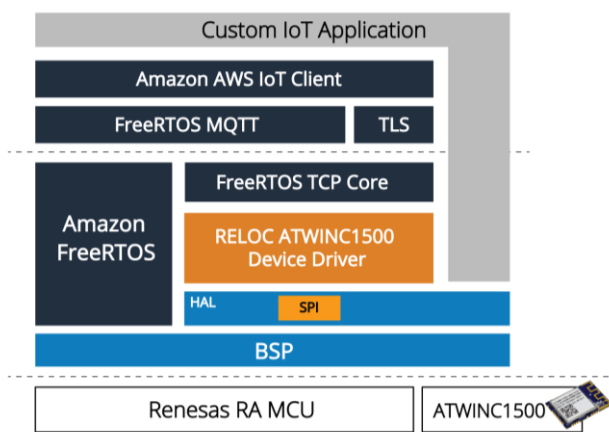 Custom IoT Application
Amazon AWS IoT Client
FreeRTOS MQTT
TLS
FreeRTOS TCP Core
Amazon
FreeRTOS
RELOC ATWINC1500
Device Driver
HAL
SPI
BSP
Renesas RA MCU
ATWINC1500